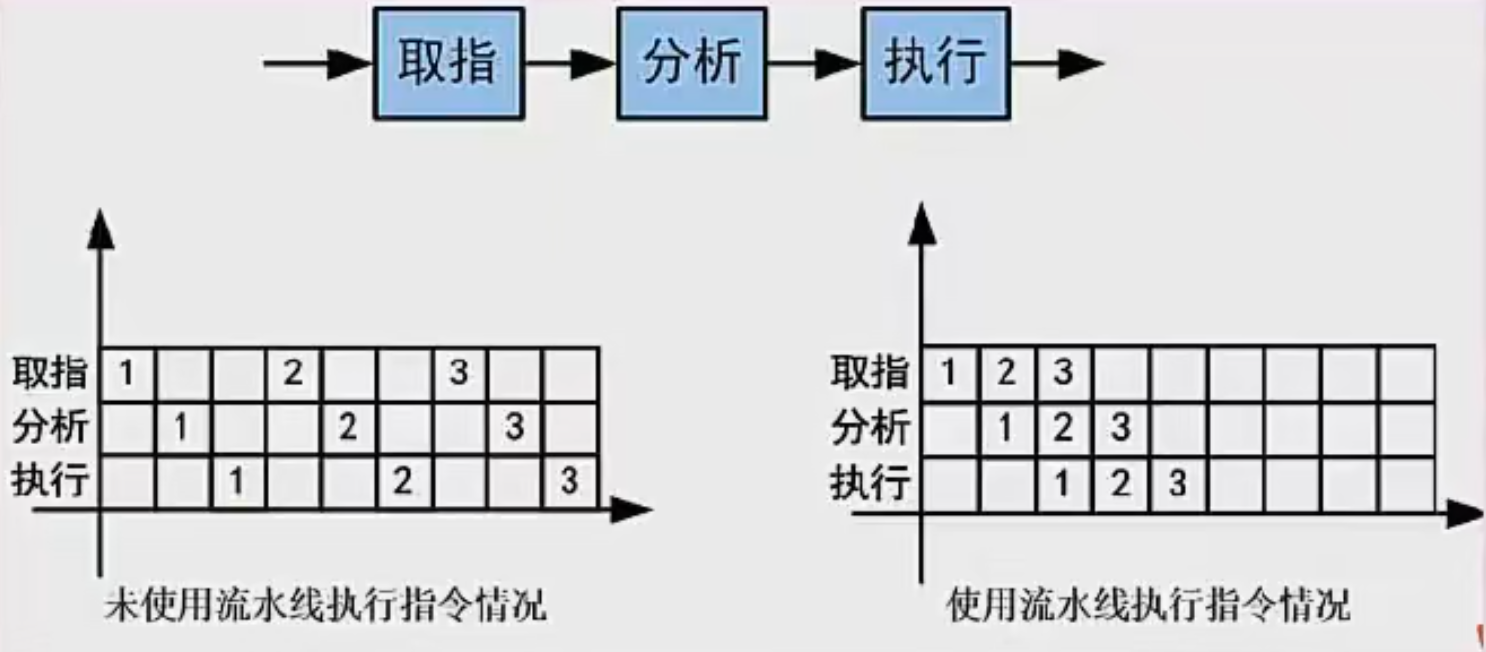 取指 分析 执行
取指 1 2 3
分析 1 2 3
执行 1 2 3
未使用流水线执行指令情况
取指 1 2 3
分析 1 2 3
执行 1 2 3
使用流水线执行指令情况